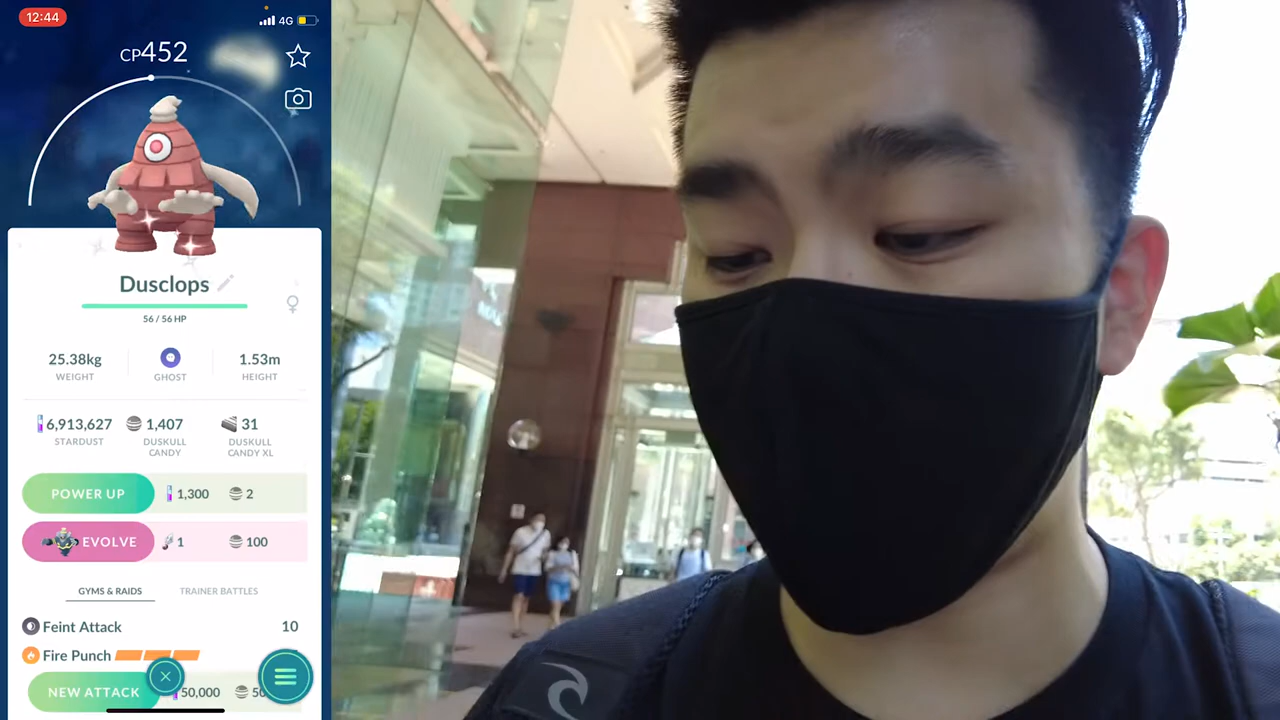 12:44
4G
CP452
Dusclops
56 / 56 HP
25.38kg
WEIGHT
GHOST
1.53m
HEIGHT
6,913,627
STARDUST
1,407
DUSKULL
CANDY
31
DUSKULL
CANDY XL
POWER UP 1,300 2
EVOLVE 1 100
GYMS & RAIDS TRAINER BATTLES
Feint Attack 10
Fire Punch
NEW ATTACK 50,000